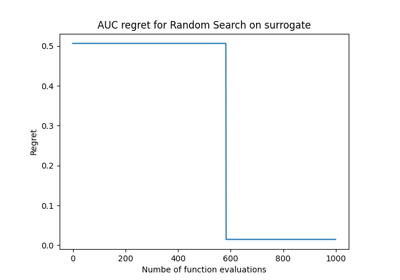 AUC regret for Random Search on surrogate
0.5
0.4
0.3
0.2
0.1
0.0
Regret
0 200 400 600 800 1000
Numbe of function evaluations